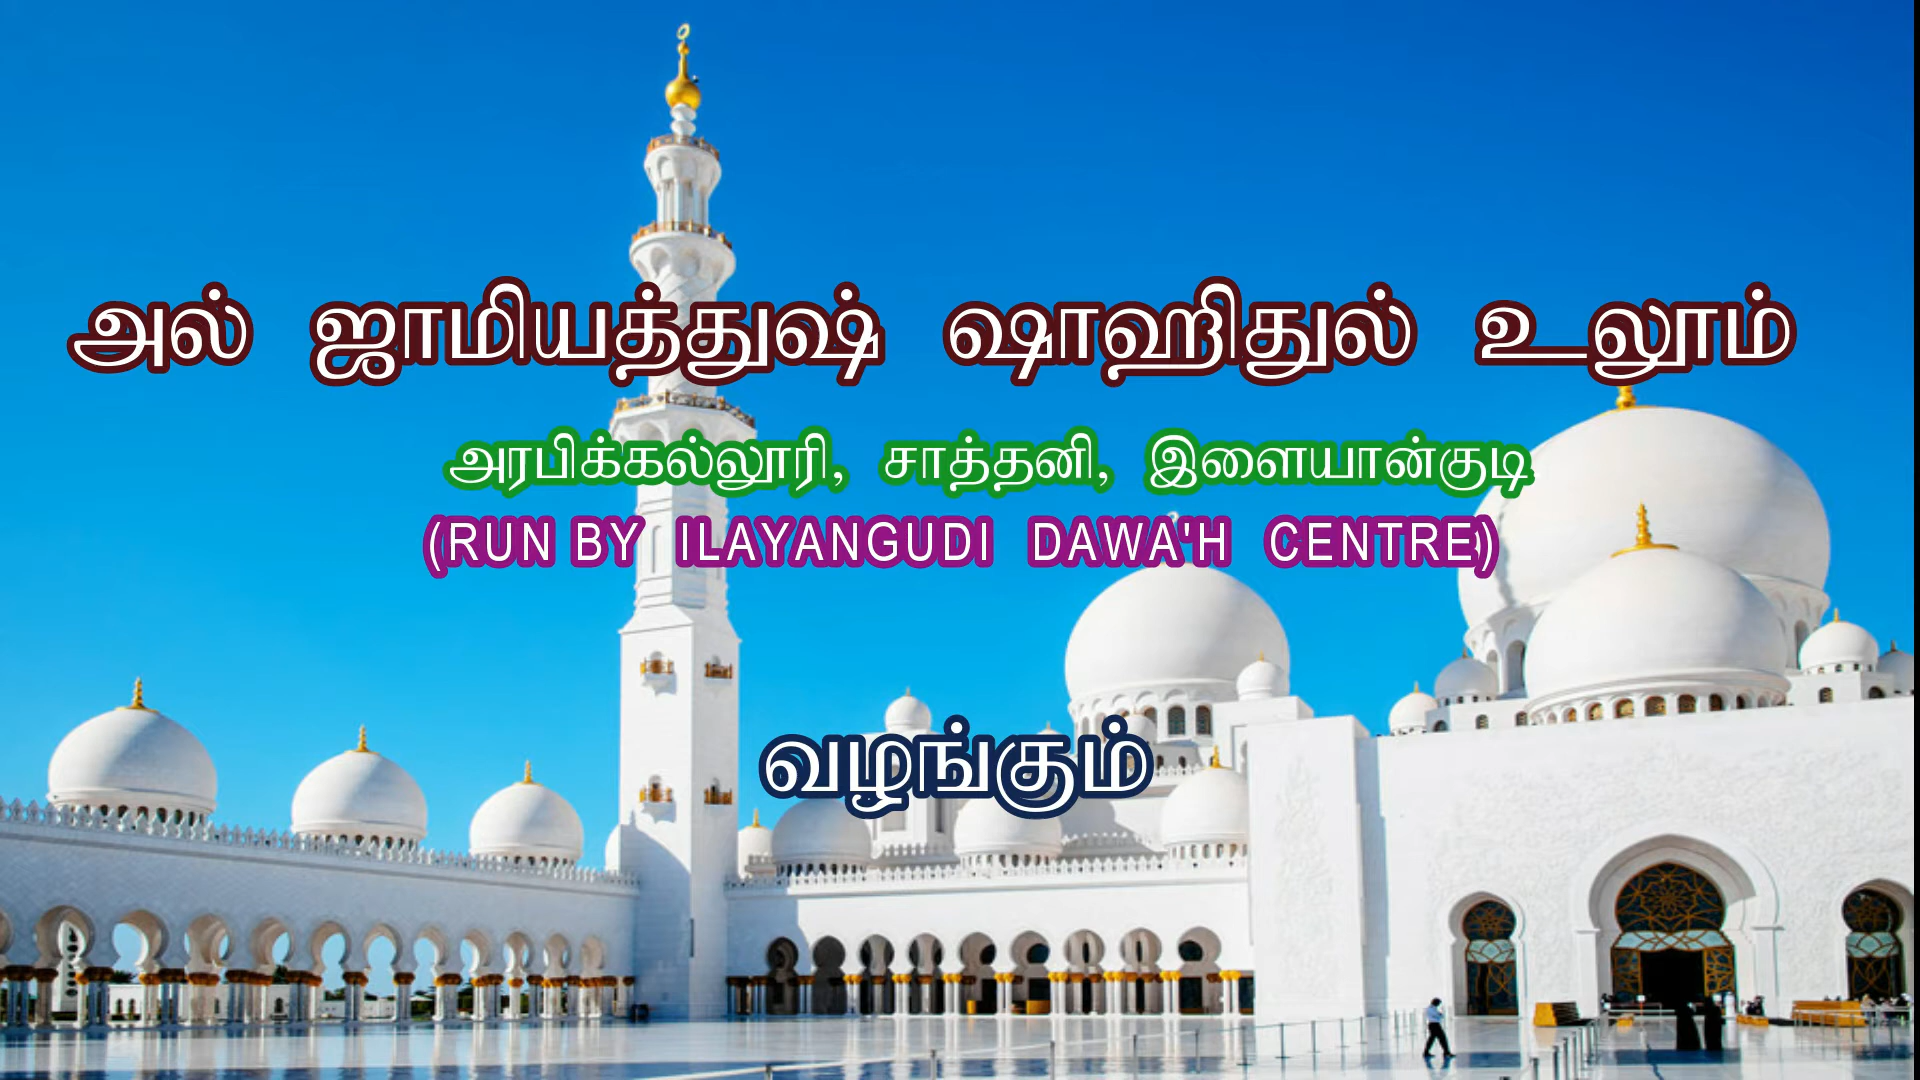 அல் ஜாமியத்துஷ் ஷாஹிதுல் உலூம்
அரபிக்கல்லூரி, சாத்தனி, இளையான்குடி
(RUN BY ILAYANGUDI DAWA'H CENTRE)
வழங்கும்